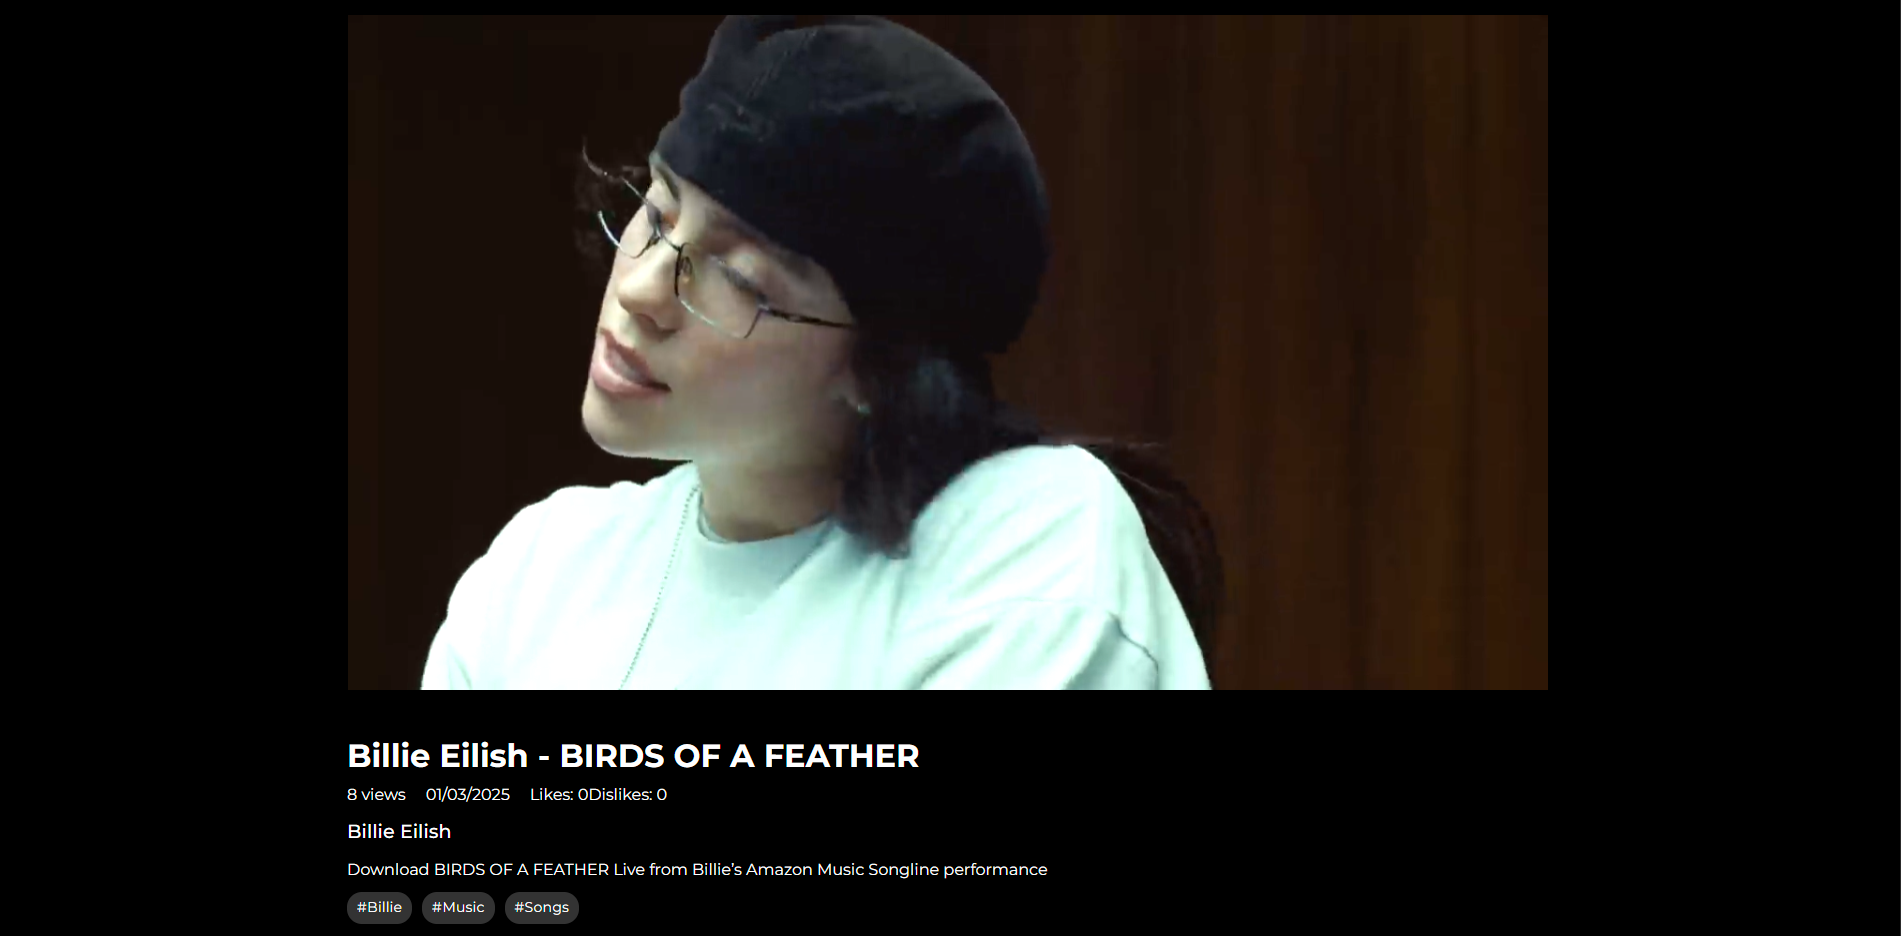 Billie Eilish - BIRDS OF A FEATHER
8 views 01/03/2025 Likes: 0Dislikes: 0
Billie Eilish
Download BIRDS OF A FEATHER Live from Billie’s Amazon Music Songline performance
#Billie #Music #Songs